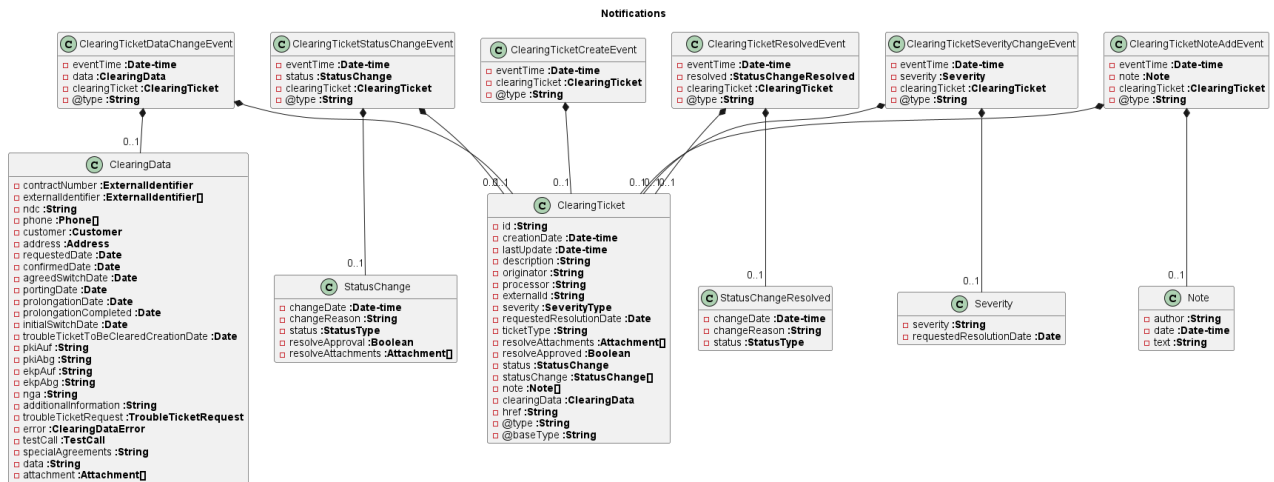 Notifications
C ClearingTicketDataChangeEvent
eventTime :Date-time
data :ClearingData
clearingTicket :ClearingTicket
@type :String
C ClearingTicketStatusChangeEvent
eventTime :Date-time
status :StatusChange
clearingTicket :ClearingTicket
@type :String
C ClearingTicketCreateEvent
eventTime :Date-time
clearingTicket :ClearingTicket
@type :String
C ClearingTicketResolvedEvent
eventTime :Date-time
resolved :StatusChangeResolved
clearingTicket :ClearingTicket
@type :String
C ClearingTicketSeverityChangeEvent
eventTime :Date-time
severity :Severity
clearingTicket :ClearingTicket
@type :String
C ClearingTicketNoteAddEvent
eventTime :Date-time
note :Note
clearingTicket :ClearingTicket
@type :String
0..1
C ClearingData
contractNumber :ExternalIdentifier
externalIdentifier :ExternalIdentifier[]
ndc :String
phone :Phone[]
customer :Customer
address :Address
requestedDate :Date
confirmedDate :Date
agreedSwitchDate :Date
portingDate :Date
prolongationDate :Date
prolongationCompleted :Date
initialSwitchDate :Date
troubleTicketToBeClearedCreationDate :Date
pkiAuf :String
pkiAbg :String
ekpAuf :String
ekpAbg :String
nga :String
additionalInformation :String
troubleTicketRequest :TroubleTicketRequest
error :ClearingDataError
testCall :TestCall
specialAgreements :String
data :String
attachment :Attachment[]
0..1
C StatusChange
changeDate :Date-time
changeReason :String
status :StatusType
resolveApproval :Boolean
resolveAttachments :Attachment[]
0..1
C ClearingTicket
id :String
creationDate :Date-time
lastUpdate :Date-time
description :String
originator :String
processor :String
externalId :String
severity :SeverityType
requestedResolutionDate :Date
ticketType :String
resolveAttachments :Attachment[]
resolveApproved :Boolean
status :StatusChange
statusChange :StatusChange[]
note :Note[]
clearingData :ClearingData
href :String
@type :String
@baseType :String
0..1
C StatusChangeResolved
changeDate :Date-time
changeReason :String
status :StatusType
0..1
C Severity
severity :String
requestedResolutionDate :Date
0..1
C Note
author :String
date :Date-time
text :String